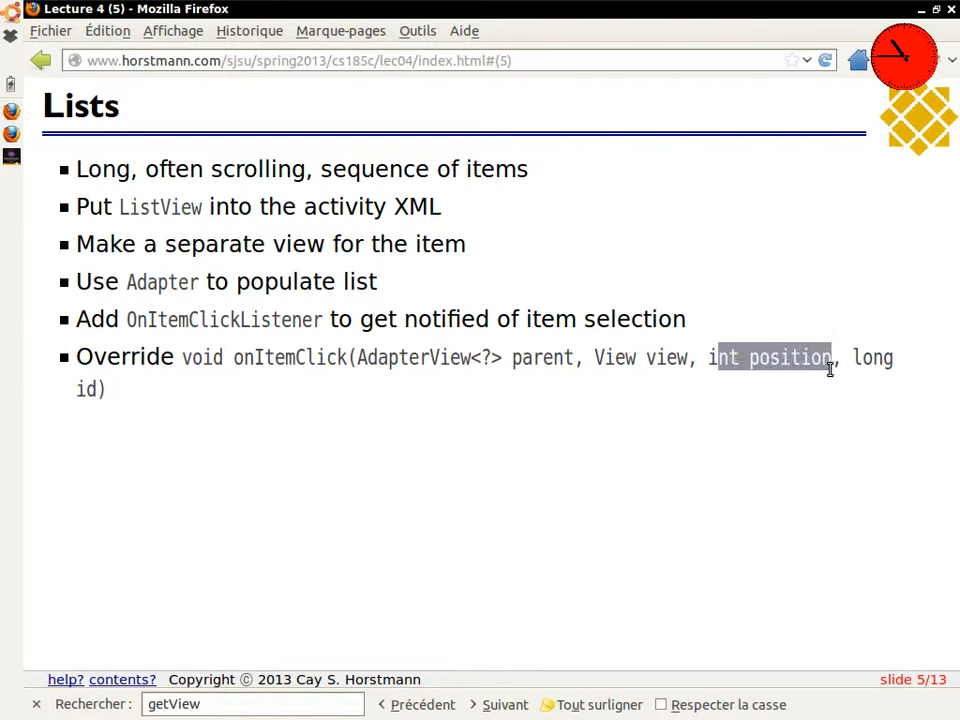 Lecture 4 (5) - Mozilla Firefox
Fichier Édition Affichage Historique Marque-pages Outils Aide
www.horstmann.com/sjsu/spring2013/cs185c/lec04/index.html#(5)
Lists
Long, often scrolling, sequence of items
Put ListView into the activity XML
Make a separate view for the item
Use Adapter to populate list
Add OnItemClickListener to get notified of item selection
Override void onItemClick(AdapterView<?> parent, View view, int position, long
id)
help? contents? Copyright © 2013 Cay S. Horstmann slide 5/13
Rechercher : getView Précédent Suivant Tout surligner Respecter la casse